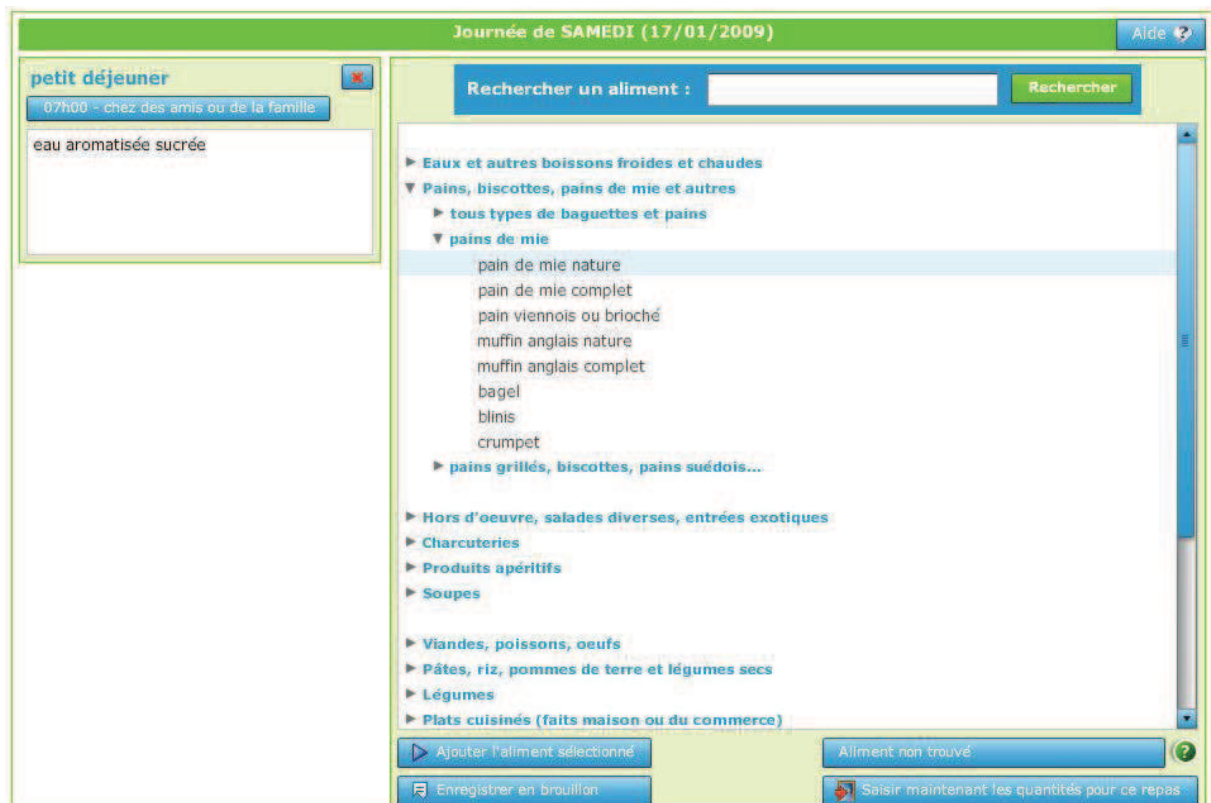 Journée de SAMEDI (17/01/2009)
Aide ?
petit déjeuner
07h00 - chez des amis ou de la famille
eau aromatisée sucrée
Rechercher un aliment :
Rechercher
Eaux et autres boissons froides et chaudes
Pains, biscottes, pains de mie et autres
tous types de baguettes et pains
pains de mie
pain de mie nature
pain de mie complet
pain viennois ou brioché
muffin anglais nature
muffin anglais complet
bagel
blinis
crumpet
pains grillés, biscottes, pains suédois...
Hors d'oeuvre, salades diverses, entrées exotiques
Charcuteries
Produits apéritifs
Soupes
Viandes, poissons, oeufs
Pâtes, riz, pommes de terre et légumes secs
Légumes
Plats cuisinés (faits maison ou du commerce)
Ajouter l'aliment sélectionné
Aliment non trouvé
?
Enregistrer en brouillon
Saisir maintenant les quantités pour ce repas